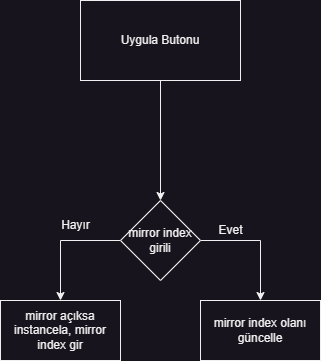 Uygula Butonu
mirror index
girili
Hayır
Evet
mirror açıksa
instancela, mirror
index gir
mirror index olanı
güncelle